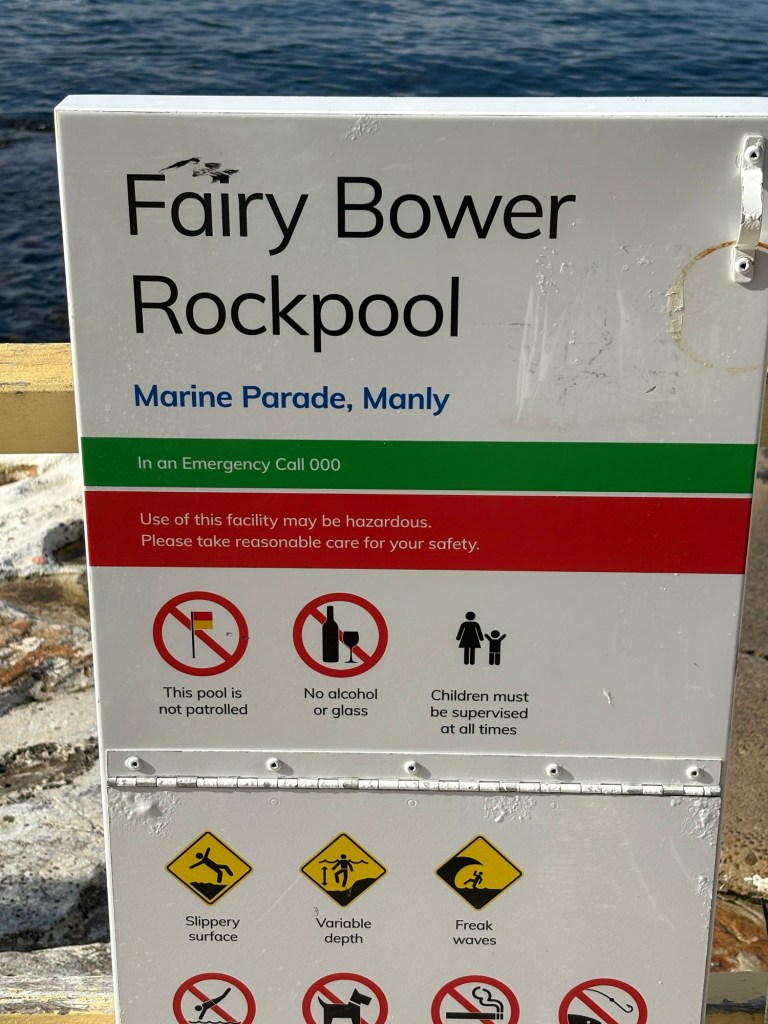 Fairy Bower
Rockpool
Marine Parade, Manly
In an Emergency Call 000
Use of this facility may be hazardous.
Please take reasonable care for your safety.
This pool is
not patrolled
No alcohol
or glass
Children must
be supervised
at all times
Slippery
surface
Variable
depth
Freak
waves